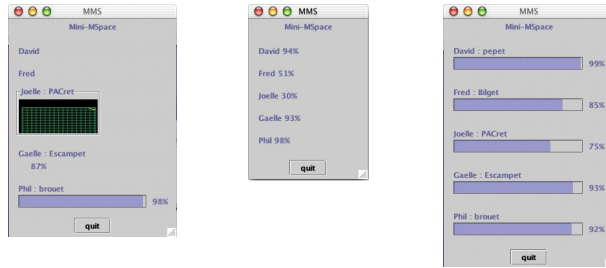 MMS
Mini-MSpace
David
Fred
Joelle : PACret
Gaelle : Escampet
87%
Phil : brouet
98%
quit
MMS
Mini-MSpace
David 94%
Fred 51%
Joelle 30%
Gaelle 93%
Phil 98%
quit
MMS
Mini-MSpace
David : pepet
99%
Fred : Bilget
85%
Joelle : PACret
75%
Gaelle : Escampet
93%
Phil : brouet
92%
quit